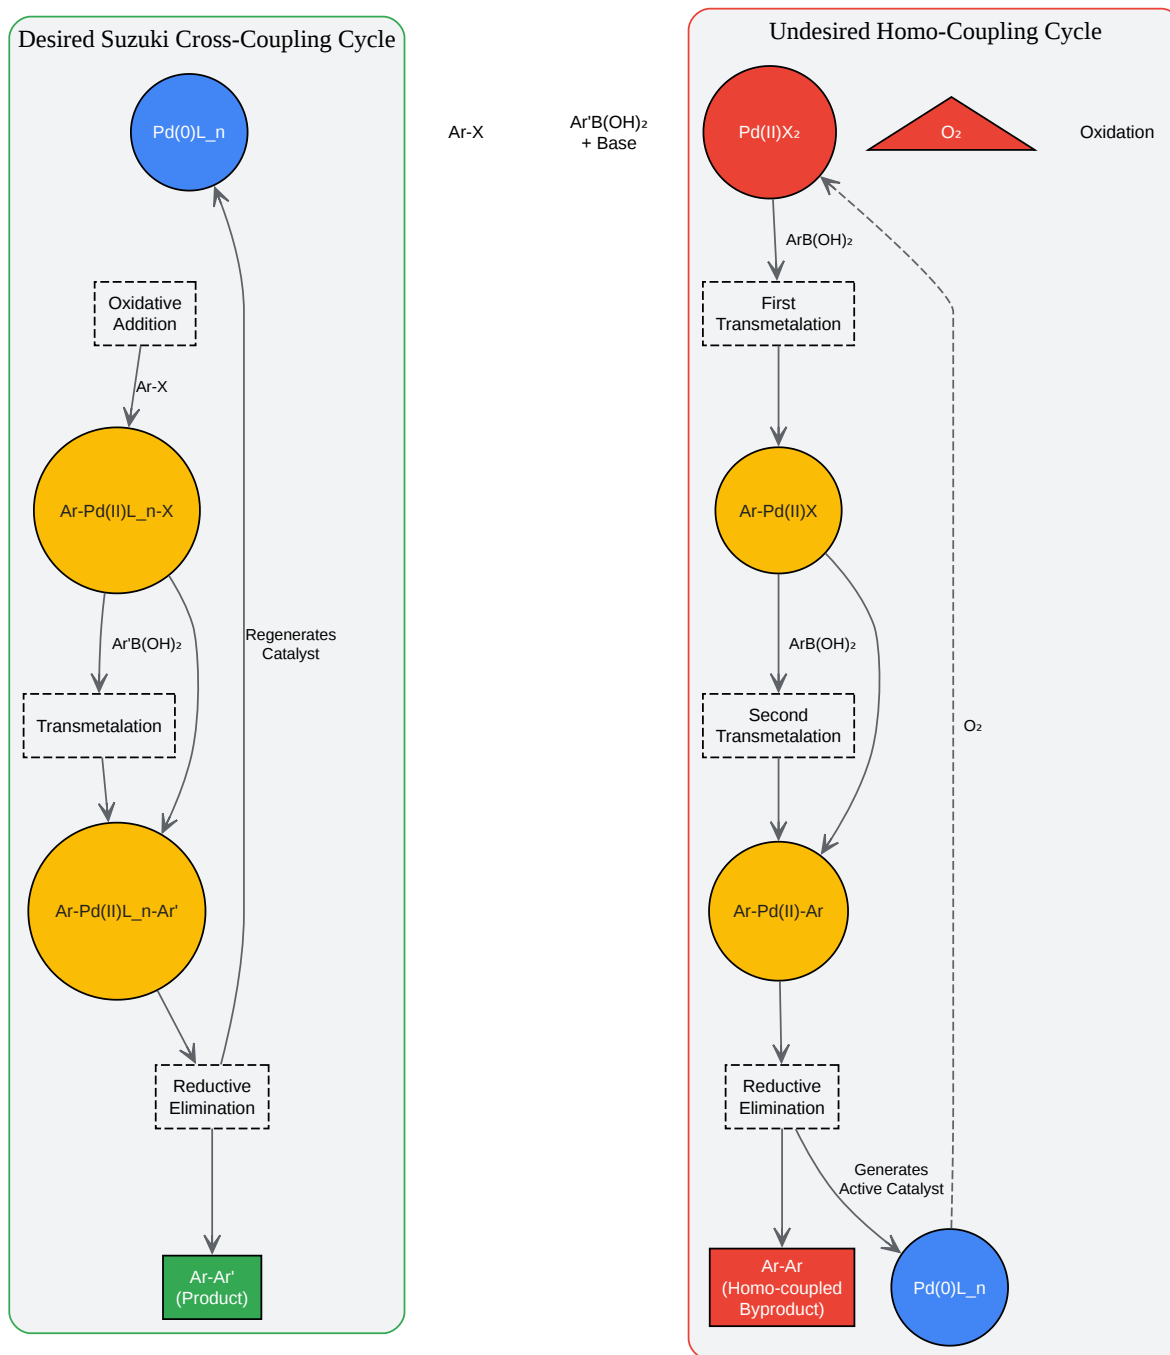 Desired Suzuki Cross-Coupling Cycle
Pd(0)L_n
Oxidative
Addition
Ar-X
Ar-Pd(II)L_n-X
Ar'B(OH)₂
Regenerates
Catalyst
Transmetalation
Ar-Pd(II)L_n-Ar'
Reductive
Elimination
Ar-Ar'
(Product)
Ar-X
Ar'B(OH)₂
+ Base
Undesired Homo-Coupling Cycle
Pd(II)X₂
O₂
Oxidation
ArB(OH)₂
First
Transmetalation
Ar-Pd(II)X
ArB(OH)₂
Second
Transmetalation
O₂
Ar-Pd(II)-Ar
Reductive
Elimination
Generates
Active Catalyst
Ar-Ar
(Homo-coupled
Byproduct)
Pd(0)L_n